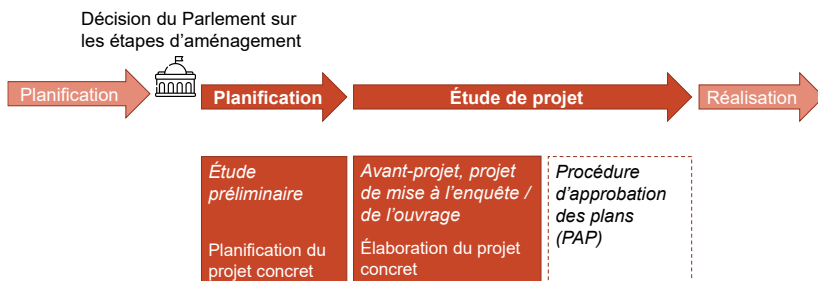 Décision du Parlement sur
les étapes d’aménagement
Planification
Planification
Étude de projet
Réalisation
Étude
préliminaire
Planification du
projet concret
Avant-projet, projet
de mise à l’enquête /
de l’ouvrage
Élaboration du projet
concret
Procédure
d’approbation
des plans
(PAP)